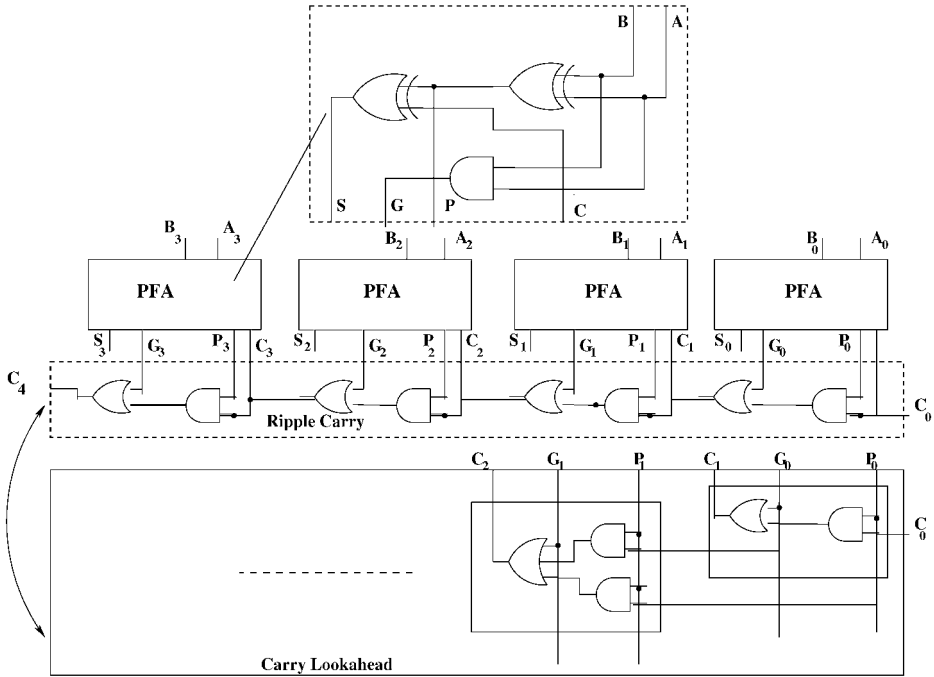 B A
S G P C
B3 A3 B2 A2 B1 A1 B0 A0
PFA PFA PFA PFA
S3 G3 P3 C3 S2 G2 P2 C2 S1 G1 P1 C1 S0 G0 P0
C4
Ripple Carry
C0
C2 G1 P1 C1 G0 P0
C0
Carry Lookahead